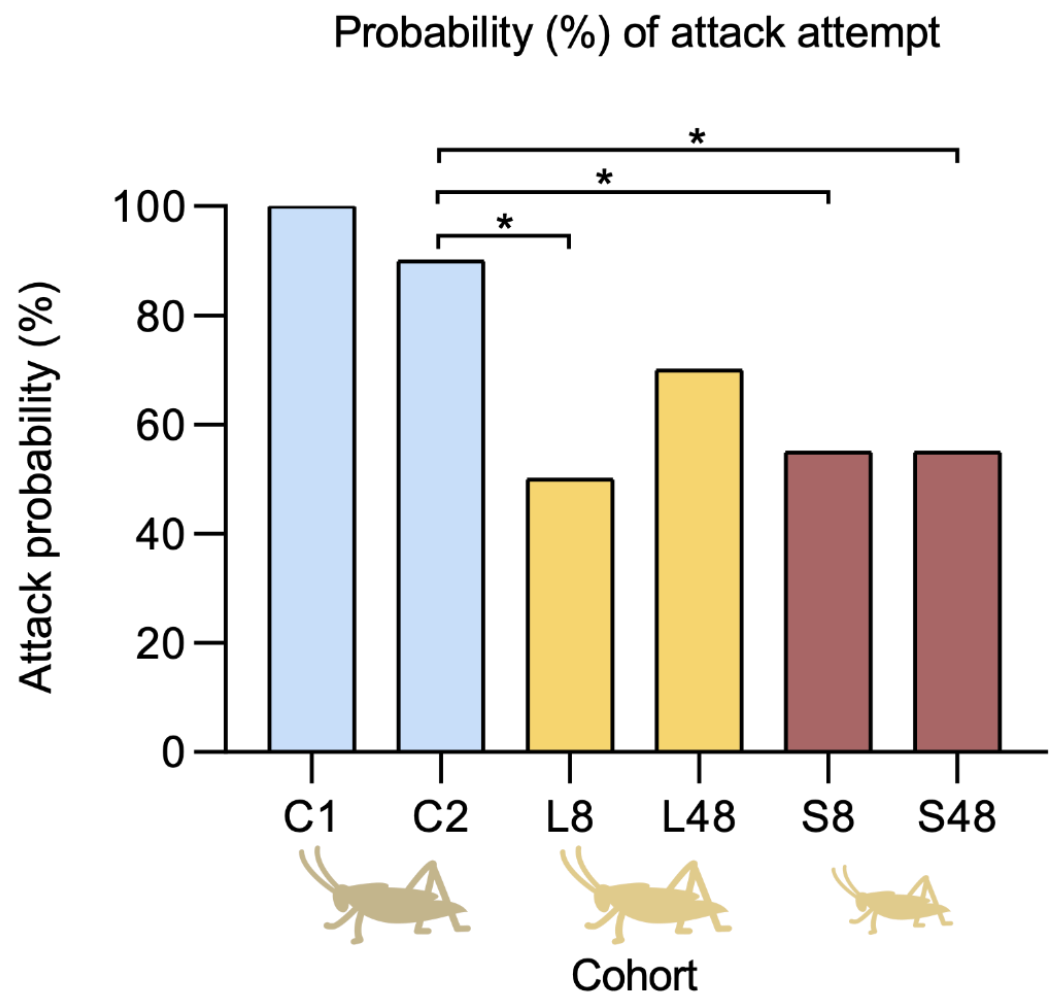 Probability (%) of attack attempt
*
*
*
Attack probability (%)
100
80
60
40
20
0
C1 C2 L8 L48 S8 S48
Cohort